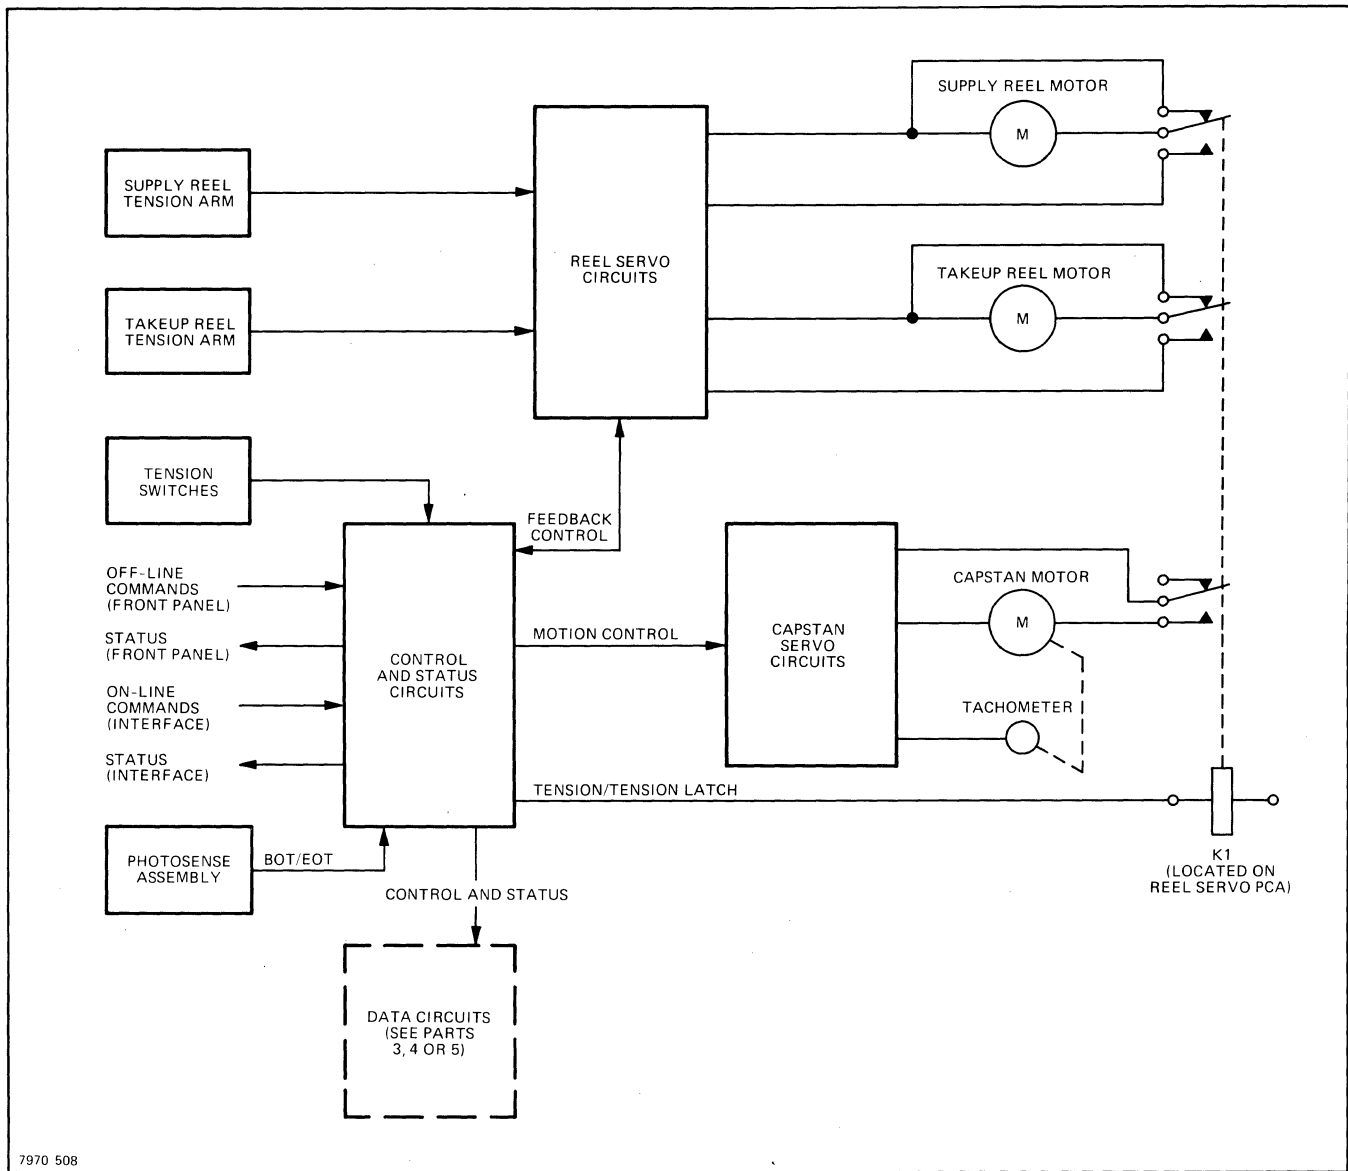 SUPPLY REEL MOTOR
M
SUPPLY REEL
TENSION ARM
REEL SERVO
CIRCUITS
TAKEUP REEL MOTOR
M
TAKEUP REEL
TENSION ARM
TENSION
SWITCHES
FEEDBACK
CONTROL
OFF-LINE
COMMANDS
(FRONT PANEL)
STATUS
(FRONT PANEL)
ON-LINE
COMMANDS
(INTERFACE)
STATUS
(INTERFACE)
CONTROL
AND STATUS
CIRCUITS
MOTION CONTROL
CAPSTAN
SERVO
CIRCUITS
CAPSTAN MOTOR
M
TACHOMETER
TENSION/TENSION LATCH
K1
(LOCATED ON
REEL SERVO PCA)
PHOTOSENSE
ASSEMBLY
BOT/EOT
CONTROL AND STATUS
DATA CIRCUITS
(SEE PARTS
3, 4 OR 5)
7970 508